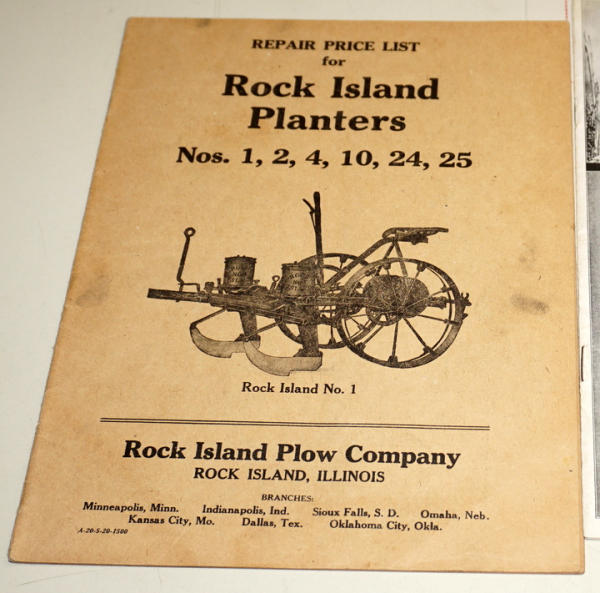 REPAIR PRICE LIST
for
Rock Island
Planters
Nos. 1, 2, 4, 10, 24, 25
Rock Island No. 1
Rock Island Plow Company
ROCK ISLAND, ILLINOIS
BRANCHES:
Minneapolis, Minn. Indianapolis, Ind. Sioux Falls, S. D. Omaha, Neb.
Kansas City, Mo. Dallas, Tex. Oklahoma City, Okla.
A-20-5-20-1500